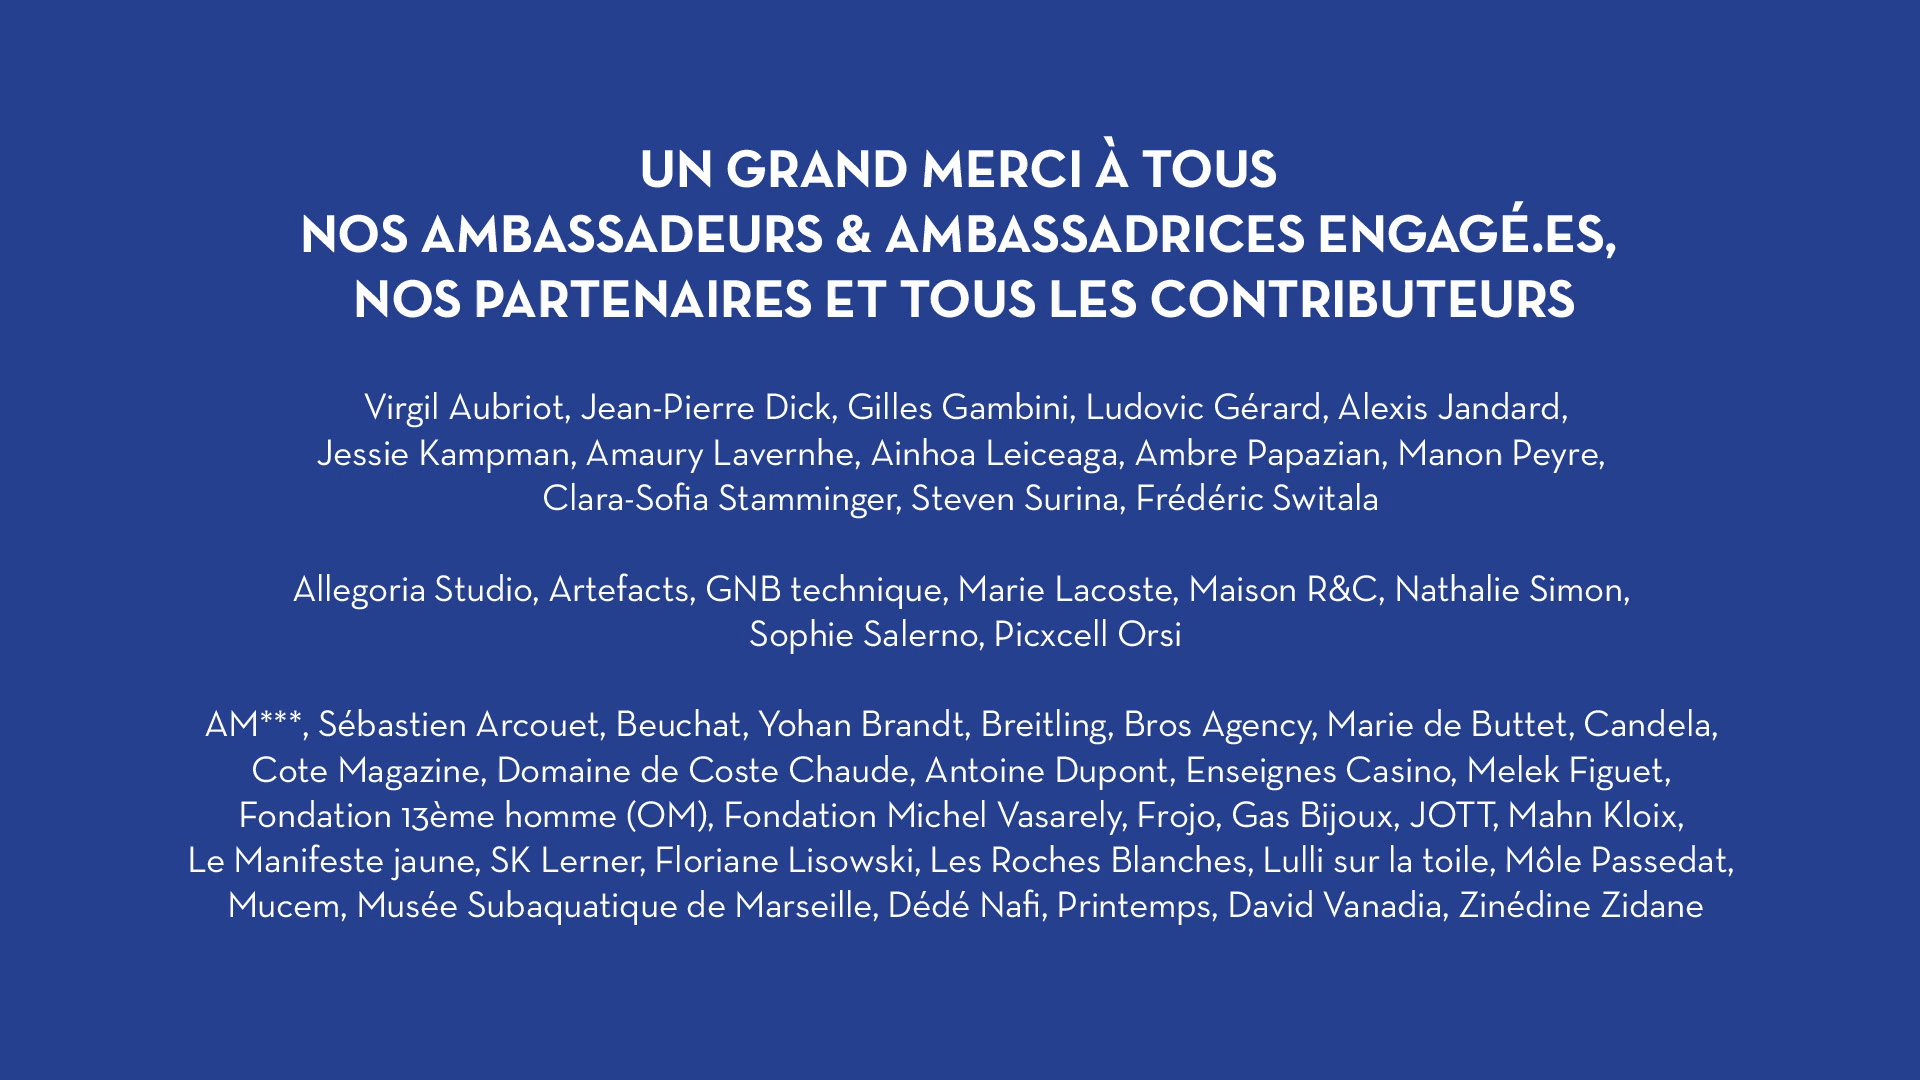 UN GRAND MERCI À TOUS
NOS AMBASSADEURS & AMBASSADRICES ENGAGÉ.ES,
NOS PARTENAIRES ET TOUS LES CONTRIBUTEURS
Virgil Aubriot, Jean-Pierre Dick, Gilles Gambini, Ludovic Gérard, Alexis Jandard,
Jessie Kampman, Amaury Lavernhe, Ainhoa Leiceaga, Ambre Papazian, Manon Peyre,
Clara-Sofia Stamminger, Steven Surina, Frédéric Switala
Allegoria Studio, Artefacts, GNB technique, Marie Lacoste, Maison R&C, Nathalie Simon,
Sophie Salerno, Picxcell Orsi
AM***, Sébastien Arcouet, Beuchat, Yohan Brandt, Breitling, Bros Agency, Marie de Buttet, Candela,
Cote Magazine, Domaine de Coste Chaude, Antoine Dupont, Enseignes Casino, Melek Figuet,
Fondation 13ème homme (OM), Fondation Michel Vasarely, Frojo, Gas Bijoux, JOTT, Mahn Kloix,
Le Manifeste jaune, SK Lerner, Floriane Lisowski, Les Roches Blanches, Lulli sur la toile, Môle Passedat,
Mucem, Musée Subaquatique de Marseille, Dédé Nafi, Printemps, David Vanadia, Zinédine Zidane